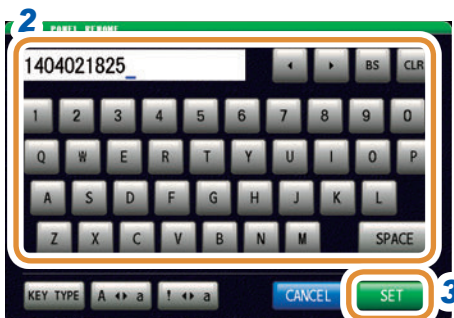 2
PANEL RENAME
1404021825_
◂ ▸ BS CLR
1 2 3 4 5 6 7 8 9 0
Q W E R T Y U I O P
A S D F G H J K L
Z X C V B N M SPACE
KEY TYPE A ◂▸ a ! ◂▸ a CANCEL SET 3